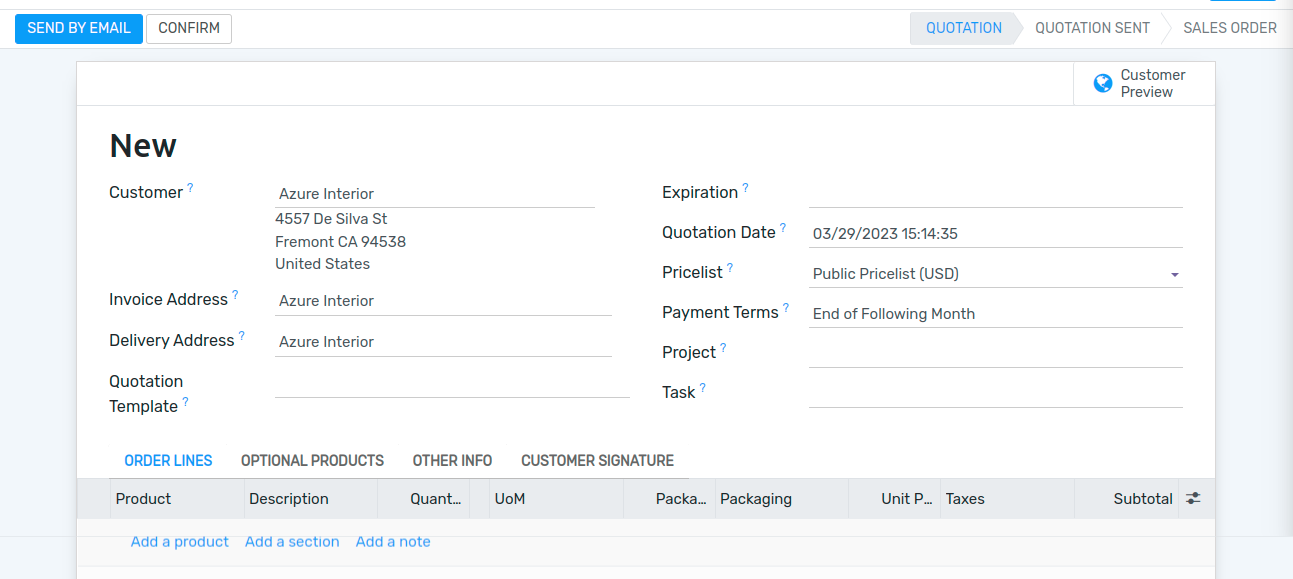 SEND BY EMAIL CONFIRM QUOTATION QUOTATION SENT SALES ORDER
Customer
Preview
New
Customer ? Azure Interior
4557 De Silva St
Fremont CA 94538
United States
Invoice Address ? Azure Interior
Delivery Address ? Azure Interior
Quotation
Template ?
Expiration ?
Quotation Date ? 03/29/2023 15:14:35
Pricelist ? Public Pricelist (USD)
Payment Terms ? End of Following Month
Project ?
Task ?
ORDER LINES OPTIONAL PRODUCTS OTHER INFO CUSTOMER SIGNATURE
Product Description Quant... UoM Packa... Packaging Unit P... Taxes Subtotal
Add a product Add a section Add a note